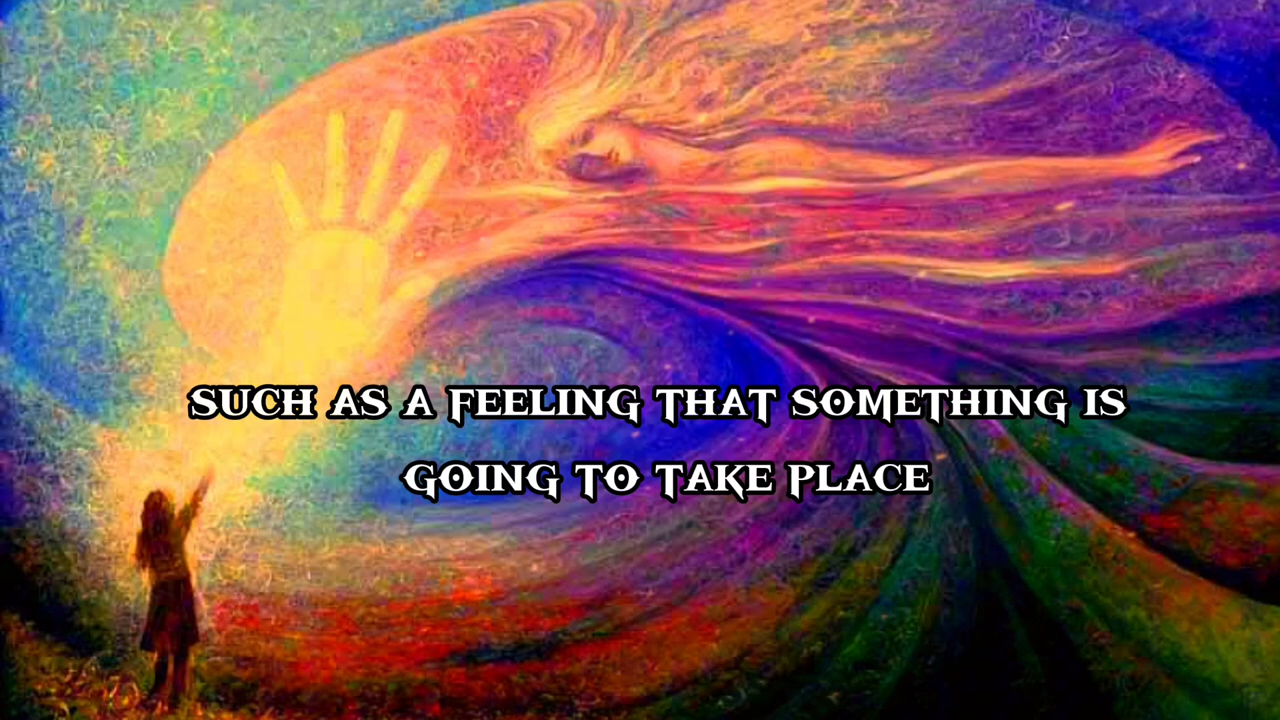 SUCH AS A FEELING THAT SOMETHING IS
GOING TO TAKE PLACE